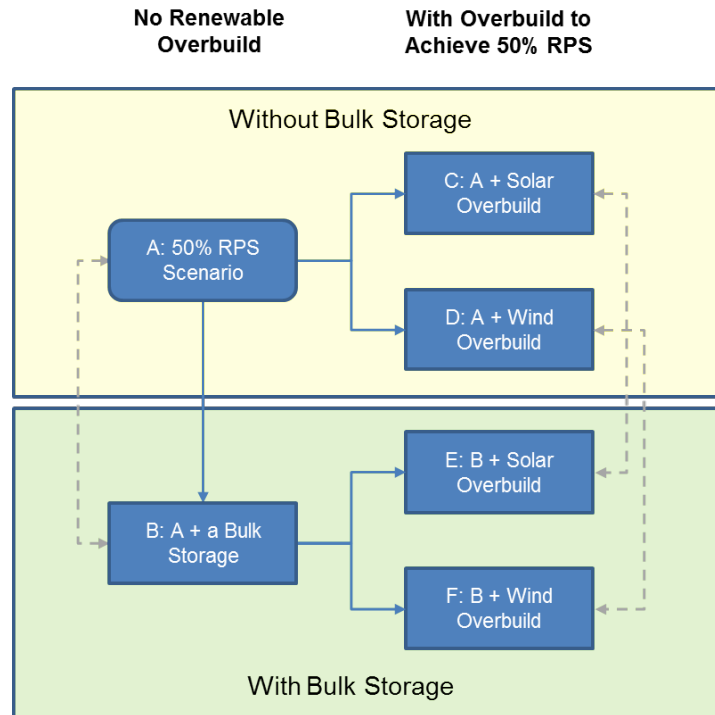 No Renewable
Overbuild
With Overbuild to
Achieve 50% RPS
Without Bulk Storage
C: A + Solar
Overbuild
A: 50% RPS
Scenario
D: A + Wind
Overbuild
E: B + Solar
Overbuild
B: A + a Bulk
Storage
F: B + Wind
Overbuild
With Bulk Storage